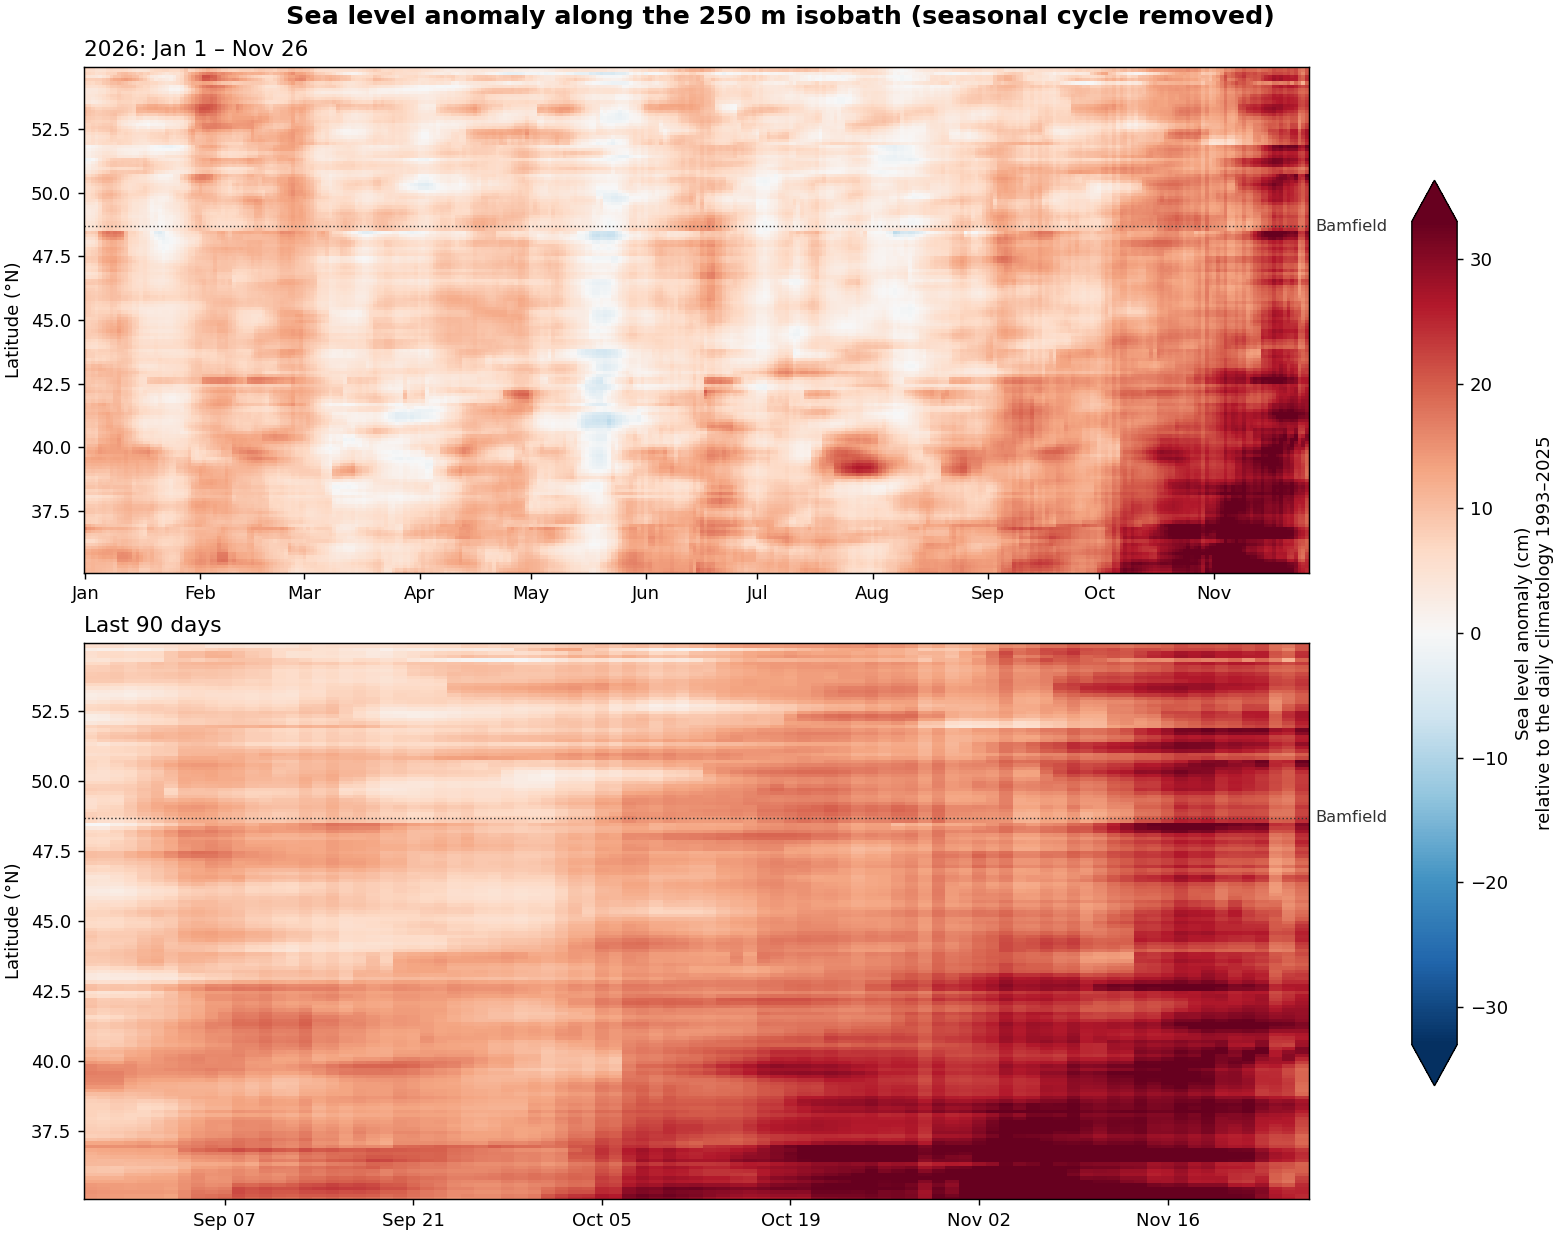 Sea level anomaly along the 250 m isobath (seasonal cycle removed)
2026: Jan 1 – Nov 26
Latitude (°N)
52.5
50.0
47.5
45.0
42.5
40.0
37.5
Bamfield
Jan
Feb
Mar
Apr
May
Jun
Jul
Aug
Sep
Oct
Nov
Last 90 days
Latitude (°N)
52.5
50.0
47.5
45.0
42.5
40.0
37.5
Bamfield
Sep 07
Sep 21
Oct 05
Oct 19
Nov 02
Nov 16
30
20
10
0
−10
−20
−30
Sea level anomaly (cm)
relative to the daily climatology 1993–2025